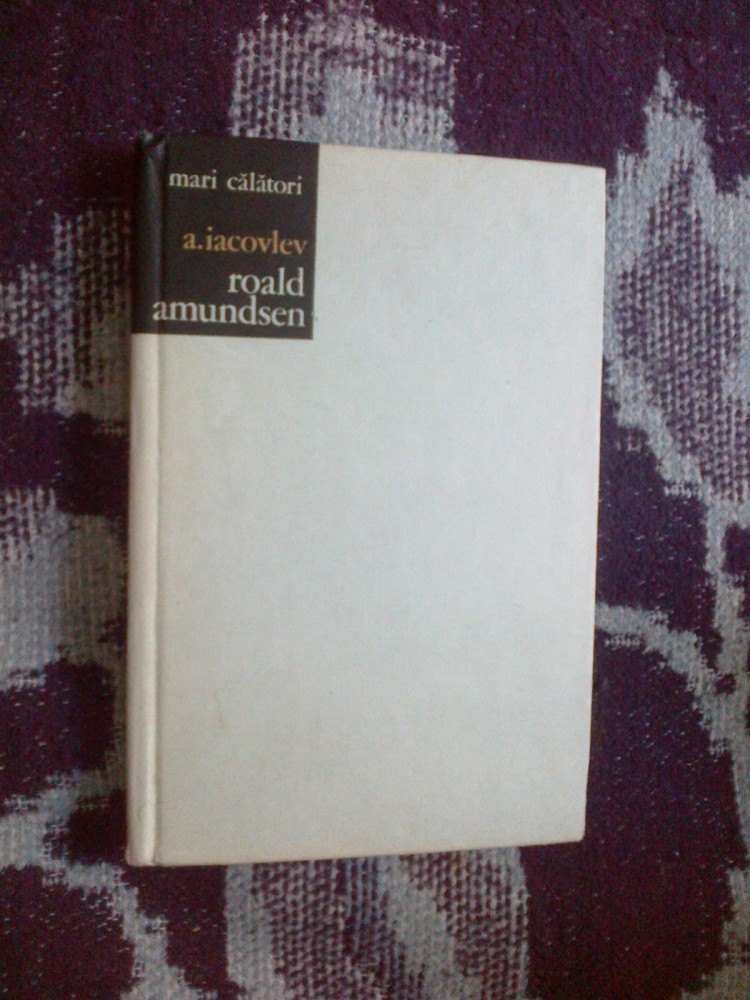 mari călători
a.iacovlev
roald
amundsen